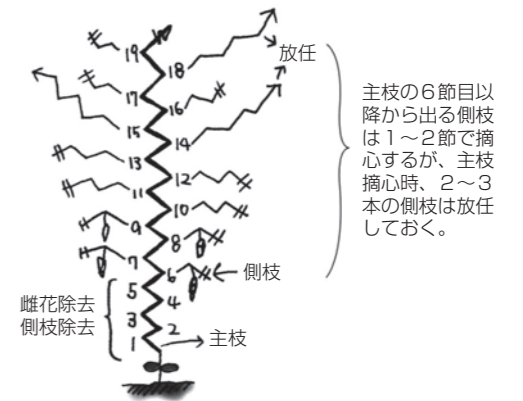 19
18
放任
17
16
15
14
13
12
11
10
9
8
7
6
側枝
5
4
3
2
1
主枝
雌花除去
側枝除去
主枝の6節目以
降から出る側枝
は1〜2節で摘
心するが、主枝
摘心時、2〜3
本の側枝は放任
しておく。